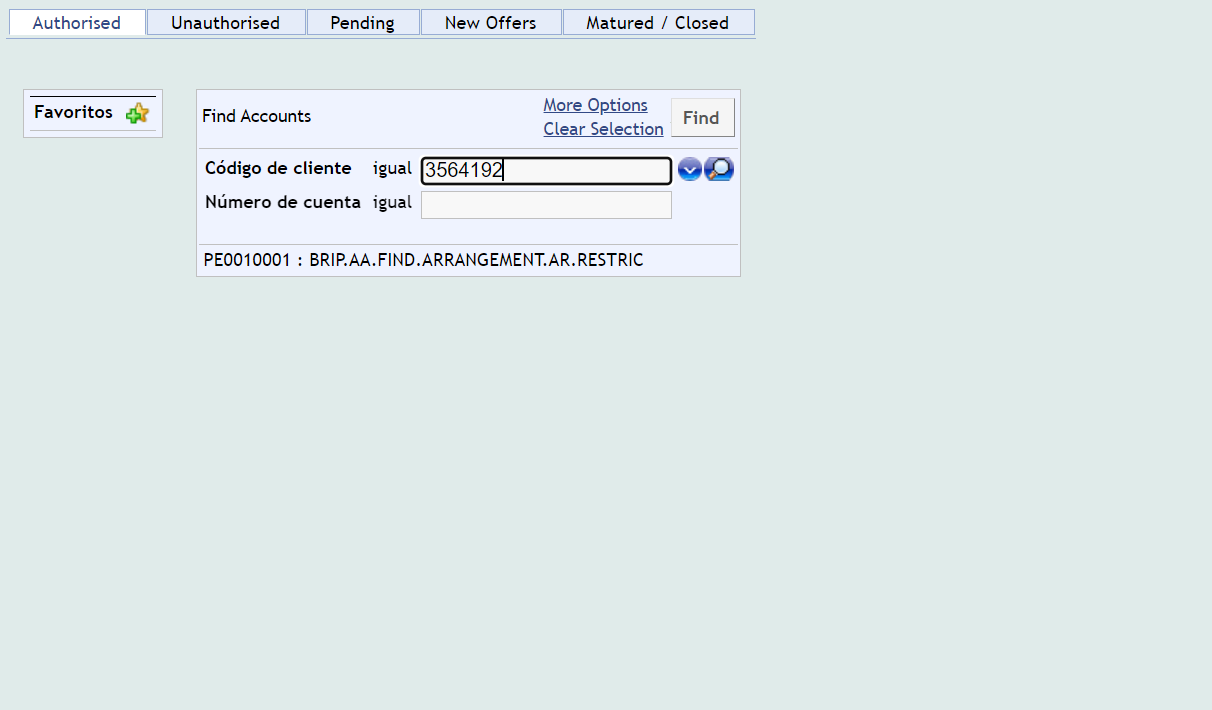 Authorised Unauthorised Pending New Offers Matured / Closed
Favoritos
Find Accounts
More Options
Clear Selection
Find
Código de cliente igual 3564192
Número de cuenta igual
PE0010001 : BRIP.AA.FIND.ARRANGEMENT.AR.RESTRIC